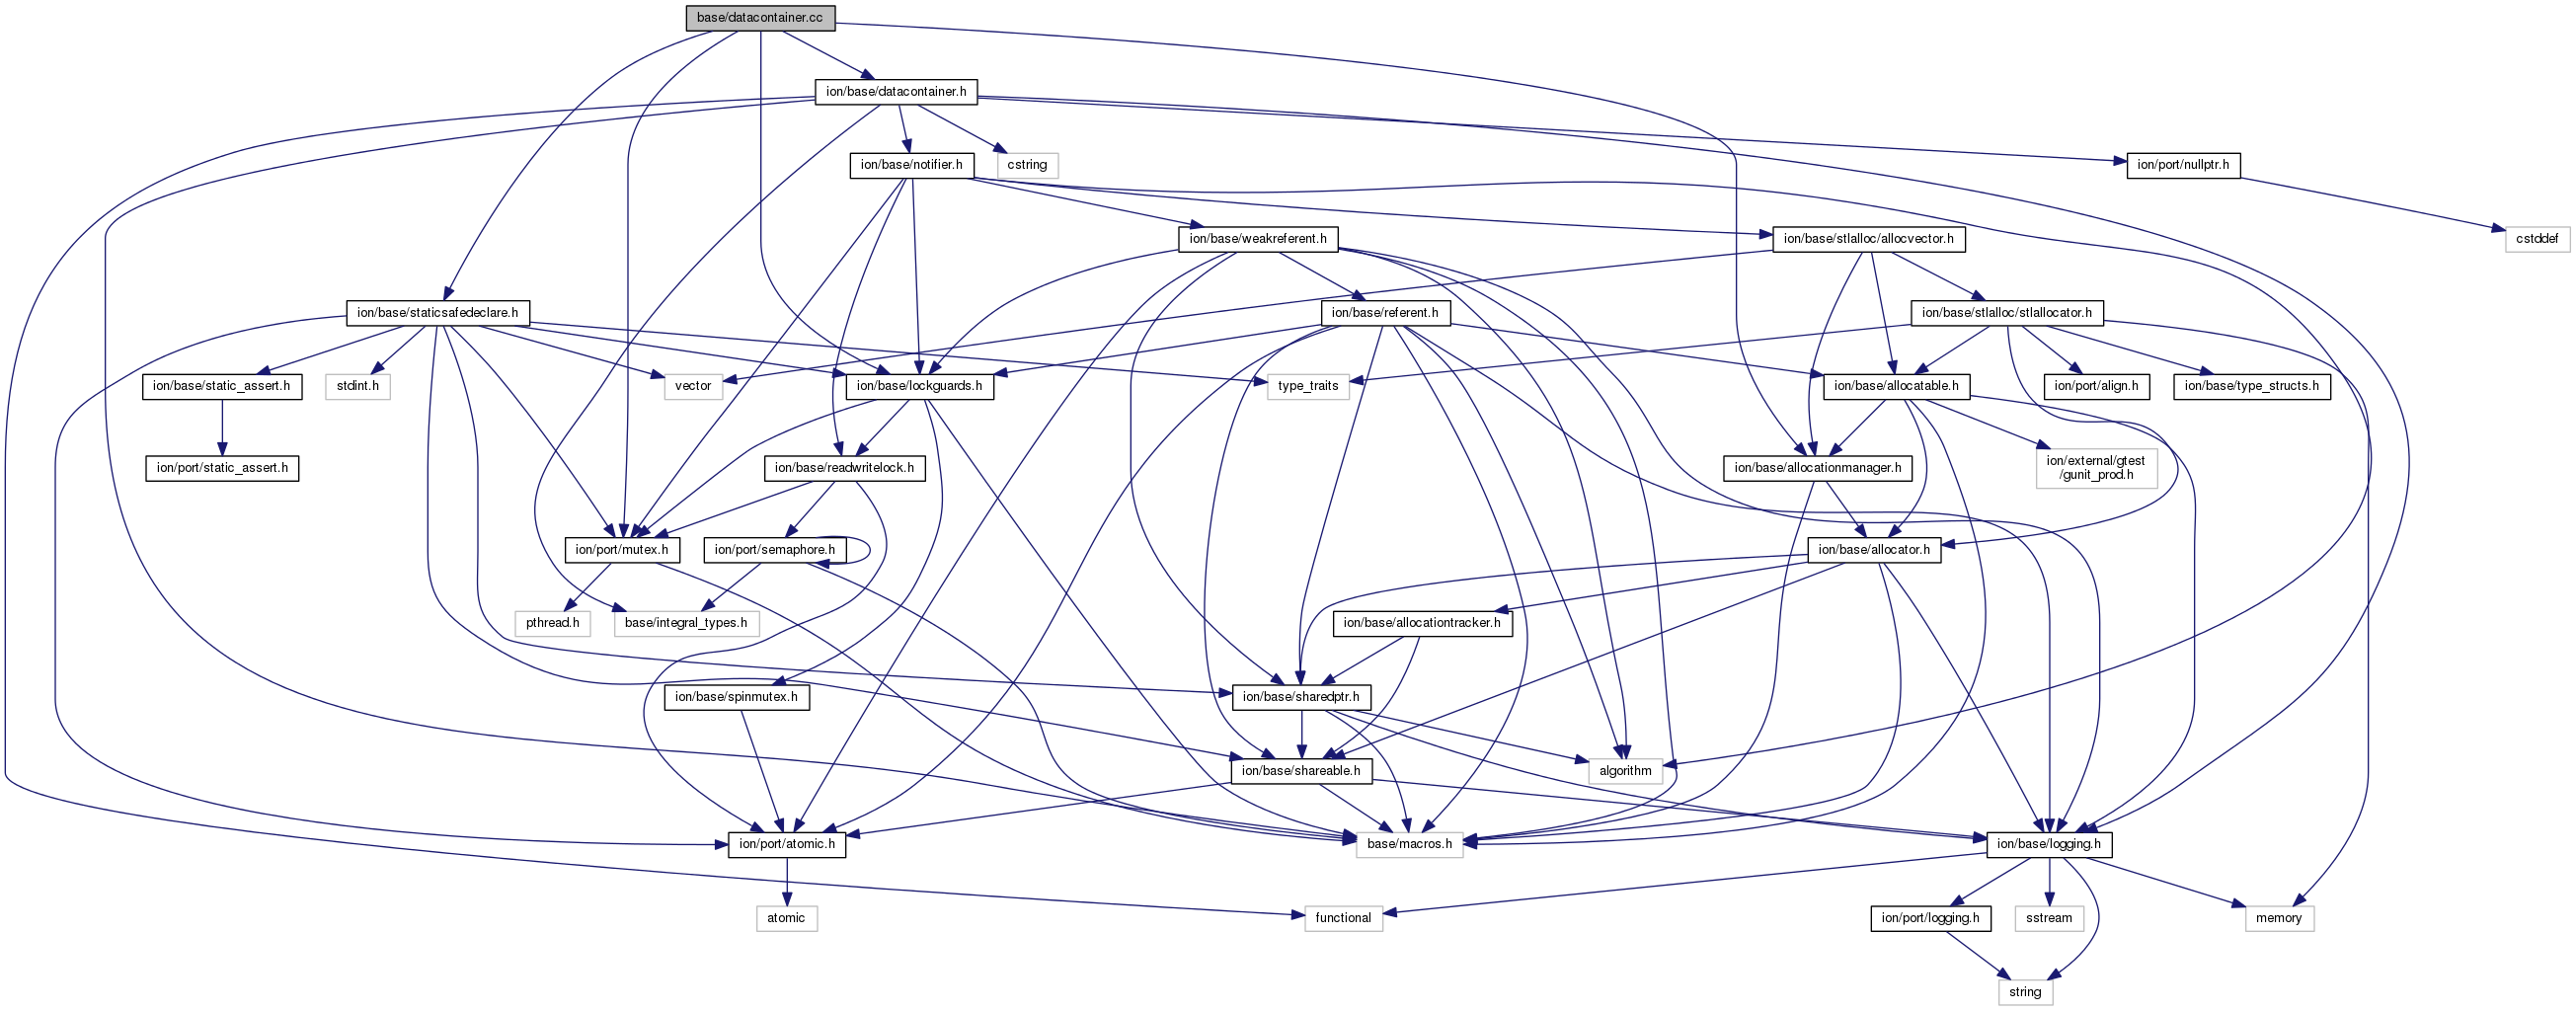 base/datacontainer.cc
ion/base/datacontainer.h
ion/base/notifier.h
cstring
ion/port/nullptr.h
ion/base/weakreferent.h
ion/base/stlalloc/allocvector.h
cstddef
ion/base/staticsafedeclare.h
ion/base/referent.h
ion/base/stlalloc/stlallocator.h
ion/base/static_assert.h
stdint.h
vector
ion/base/lockguards.h
type_traits
ion/base/allocatable.h
ion/port/align.h
ion/base/type_structs.h
ion/port/static_assert.h
ion/base/readwritelock.h
ion/base/allocationmanager.h
ion/external/gtest
/gunit_prod.h
ion/port/mutex.h
ion/port/semaphore.h
ion/base/allocator.h
pthread.h
base/integral_types.h
ion/base/allocationtracker.h
ion/base/spinmutex.h
ion/base/sharedptr.h
ion/base/shareable.h
algorithm
ion/port/atomic.h
base/macros.h
ion/base/logging.h
atomic
functional
ion/port/logging.h
sstream
memory
string